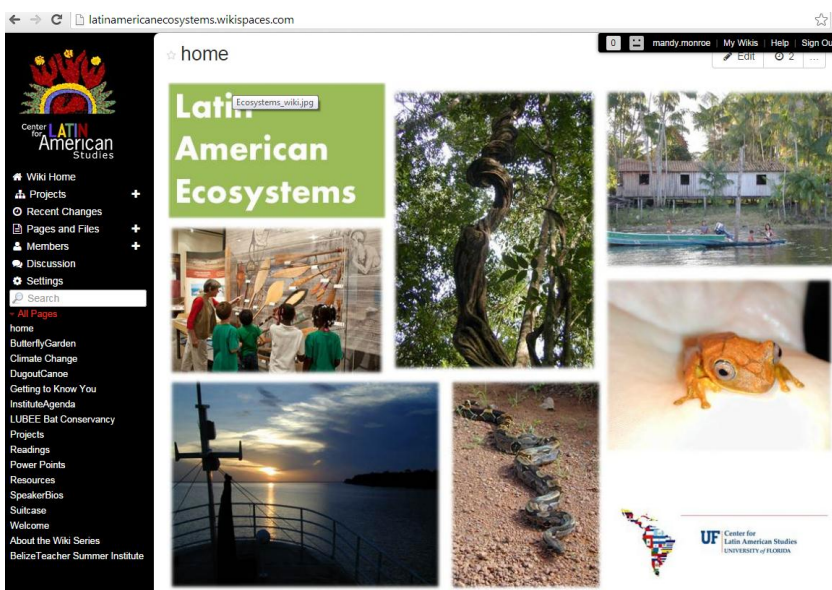 latinamericanecosystems.wikispaces.com
home
0 mandy.monroe | My Wikis | Help | Sign Ou
Edit 2 ...
Center for LATIN American Studies
Wiki Home
Projects +
Recent Changes
Pages and Files +
Members +
Discussion
Settings
Search
All Pages
home
ButterflyGarden
Climate Change
DugoutCanoe
Getting to Know You
InstituteAgenda
LUBEE Bat Conservancy
Projects
Readings
Power Points
Resources
SpeakerBios
Suitcase
Welcome
About the Wiki Series
BelizeTeacher Summer Institute
Latin
Ecosystems_wiki.jpg
American
Ecosystems
UF Center for
Latin American Studies
UNIVERSITY of FLORIDA